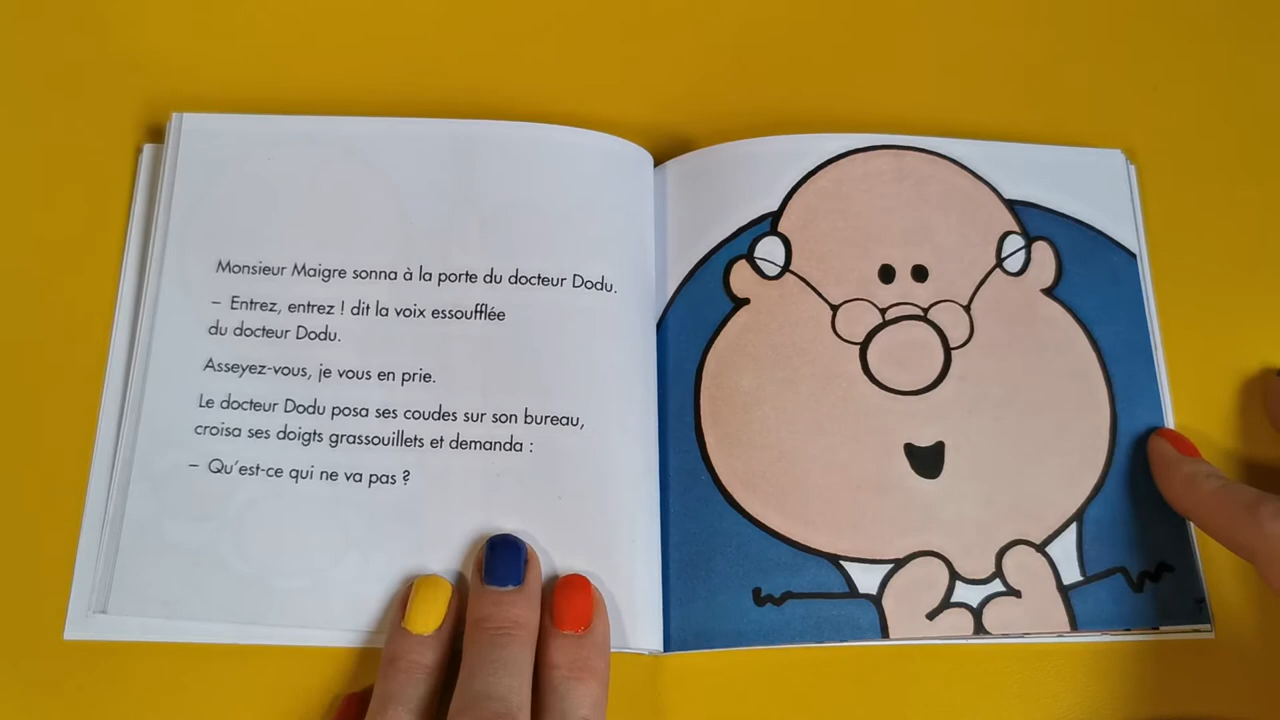 Monsieur Maigre sonna à la porte du docteur Dodu.
– Entrez, entrez ! dit la voix essoufflée
du docteur Dodu.
Asseyez-vous, je vous en prie.
Le docteur Dodu posa ses coudes sur son bureau,
croisa ses doigts grassouillets et demanda :
– Qu'est-ce qui ne va pas ?